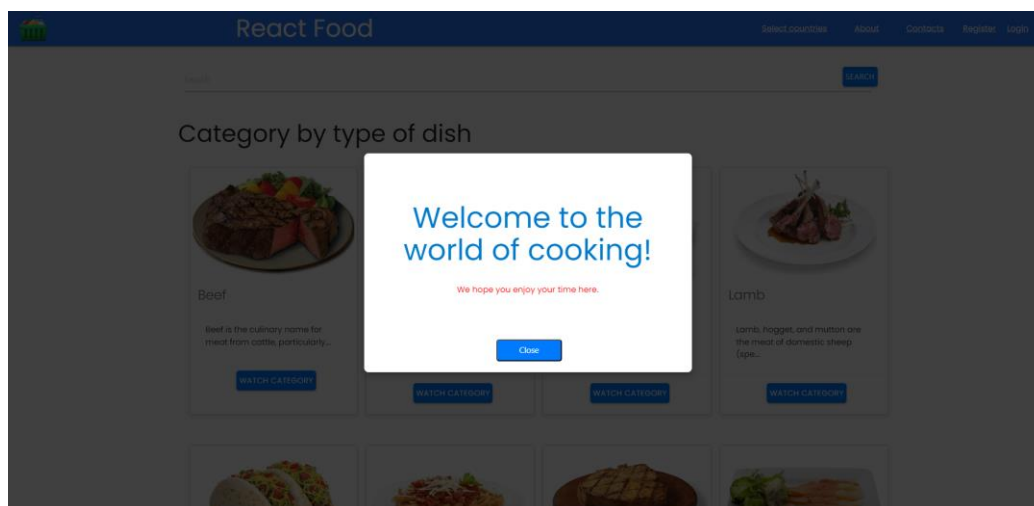 React Food
Select countries About Contacts Register Login
Search
SEARCH
Category by type of dish
Welcome to the
world of cooking!
We hope you enjoy your time here.
Close
Beef
Beef is the culinary name for
meat from cattle, particularly...
WATCH CATEGORY
WATCH CATEGORY
WATCH CATEGORY
Lamb
Lamb, hogget, and mutton are
the meat of domestic sheep
(spe...
WATCH CATEGORY